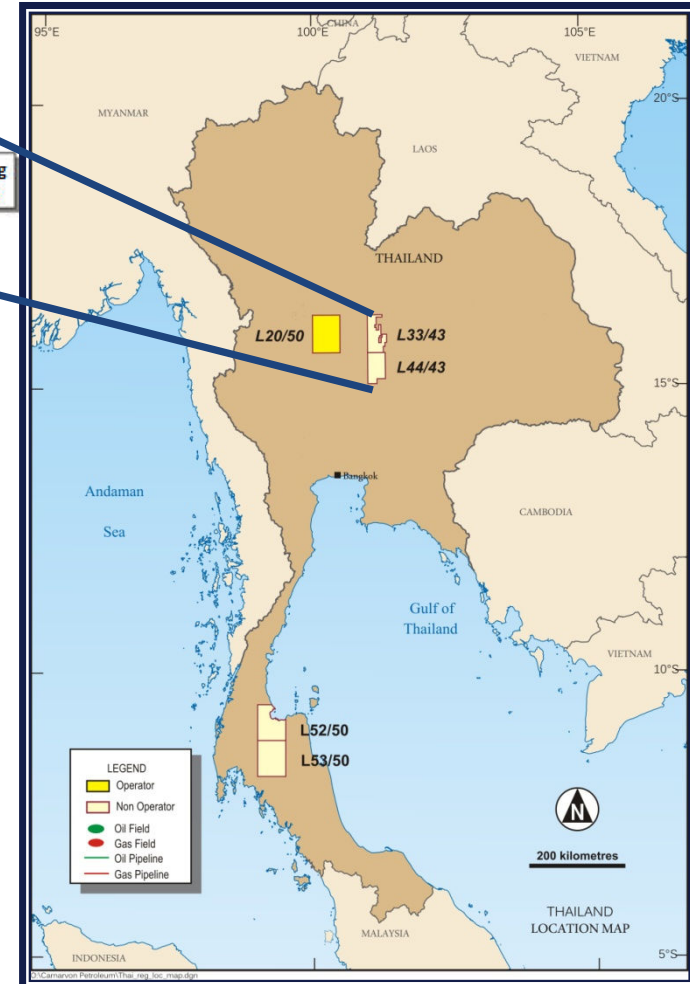 95°E
100°E
105°E
CHINA
VIETNAM
MYANMAR
20°S
LAOS
g
THAILAND
L20/50
L33/43
L44/43
15°S
Bangkok
Andaman
Sea
CAMBODIA
Gulf of
Thailand
VIETNAM
10°S
L52/50
L53/50
LEGEND
Operator
Non Operator
Oil Field
Gas Field
Oil Pipeline
Gas Pipeline
N
200 kilometres
THAILAND
LOCATION MAP
MALAYSIA
INDONESIA
5°S
D:\Carnarvon Petroleum\Thai_reg_loc_map.dgn